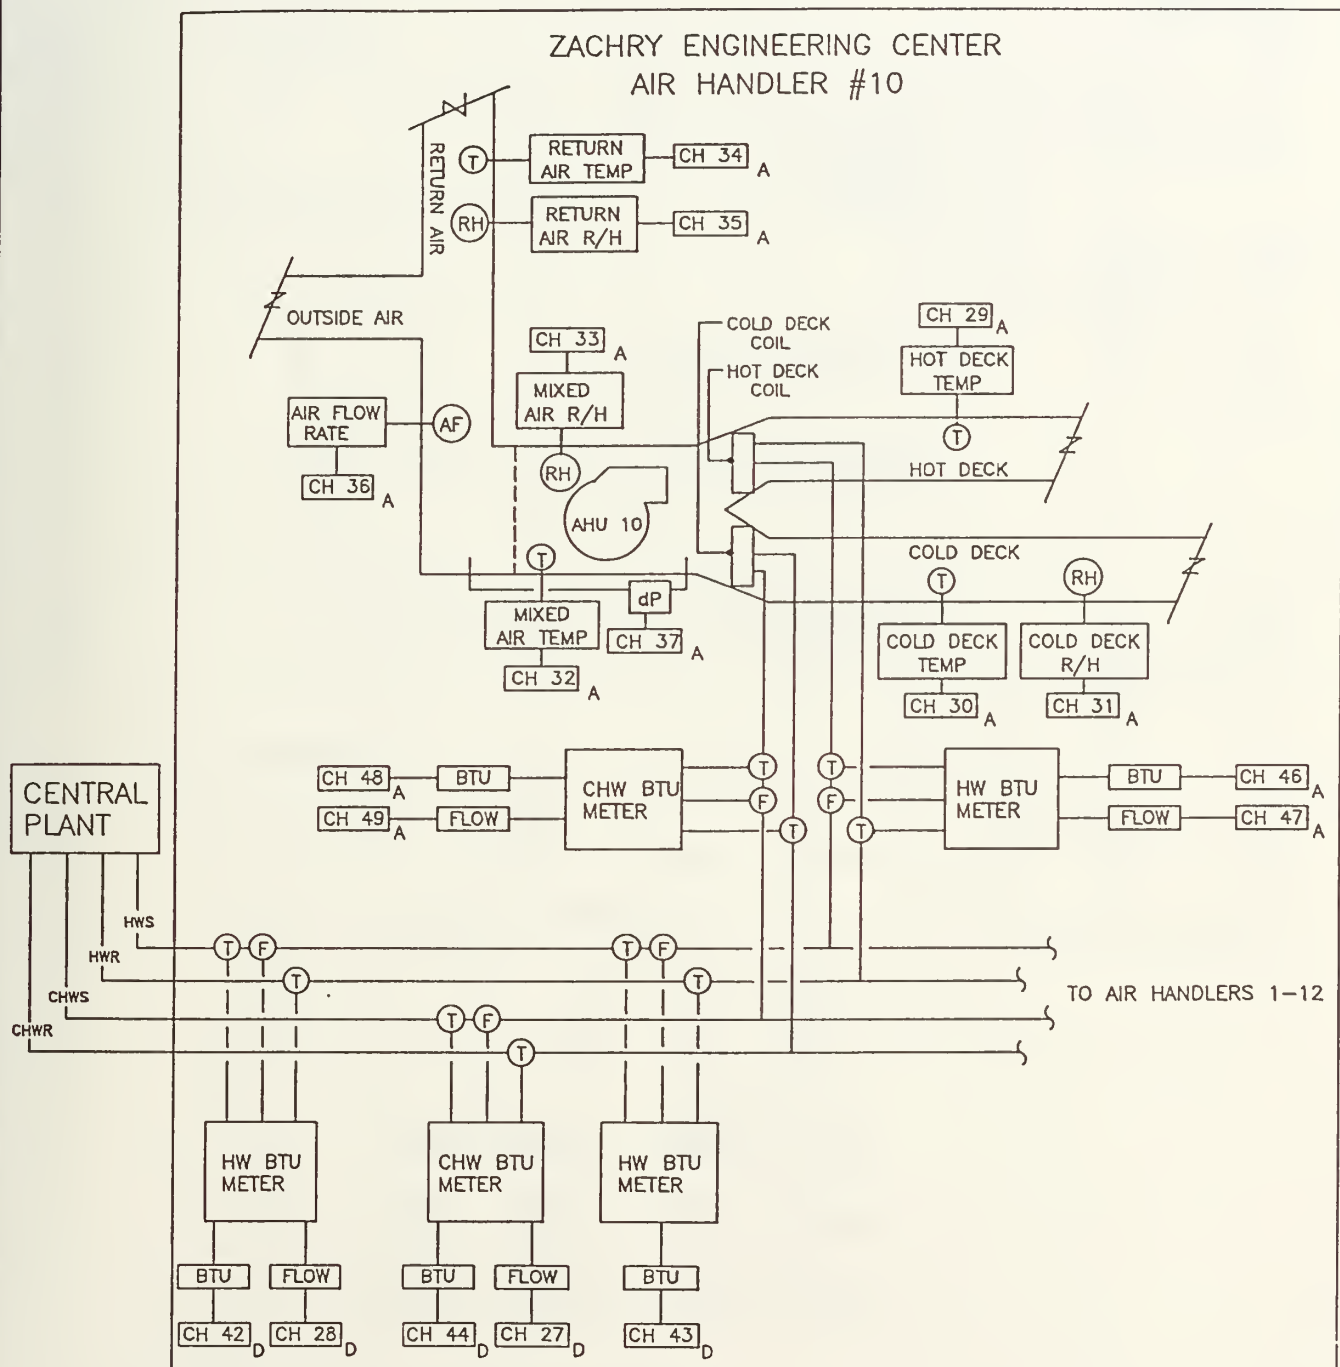 ZACHRY ENGINEERING CENTER
AIR HANDLER #10
RETURN AIR
T
RETURN
AIR TEMP
CH 34
A
RH
RETURN
AIR R/H
CH 35
A
OUTSIDE AIR
AIR FLOW
RATE
AF
CH 36
A
CH 33
A
MIXED
AIR R/H
RH
AHU 10
COLD DECK
COIL
HOT DECK
COIL
CH 29
A
HOT DECK
TEMP
T
HOT DECK
COLD DECK
T
RH
T
MIXED
AIR TEMP
CH 32
A
dP
CH 37
A
COLD DECK
TEMP
CH 30
A
COLD DECK
R/H
CH 31
A
CENTRAL
PLANT
CH 48
A
BTU
CH 49
A
FLOW
CHW BTU
METER
T
F
T
T
F
T
HW BTU
METER
BTU
CH 46
A
FLOW
CH 47
A
HWS
HWR
CHWS
CHWR
T
F
T
F
T
T
T
F
T
TO AIR HANDLERS 1-12
HW BTU
METER
CHW BTU
METER
HW BTU
METER
BTU
FLOW
BTU
FLOW
BTU
CH 42
D
CH 28
D
CH 44
D
CH 27
D
CH 43
D